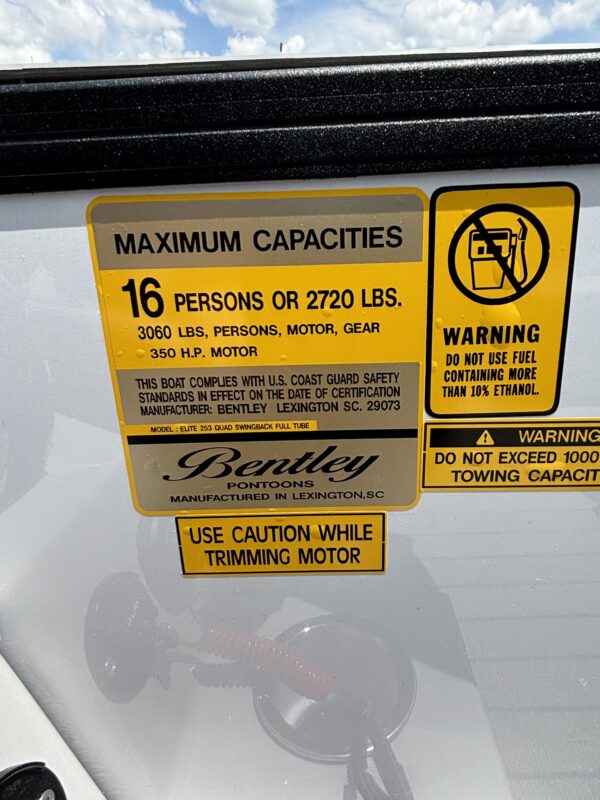 MAXIMUM CAPACITIES
16 PERSONS OR 2720 LBS.
3060 LBS, PERSONS, MOTOR, GEAR
350 H.P. MOTOR
THIS BOAT COMPLIES WITH U.S. COAST GUARD SAFETY
STANDARDS IN EFFECT ON THE DATE OF CERTIFICATION
MANUFACTURER: BENTLEY LEXINGTON SC. 29073
MODEL: ELITE 253 QUAD SWINGBACK FULL TUBE
Bentley
PONTOONS
MANUFACTURED IN LEXINGTON, SC
USE CAUTION WHILE
TRIMMING MOTOR
WARNING
DO NOT USE FUEL
CONTAINING MORE
THAN 10% ETHANOL.
WARNING
DO NOT EXCEED 1000
TOWING CAPACIT